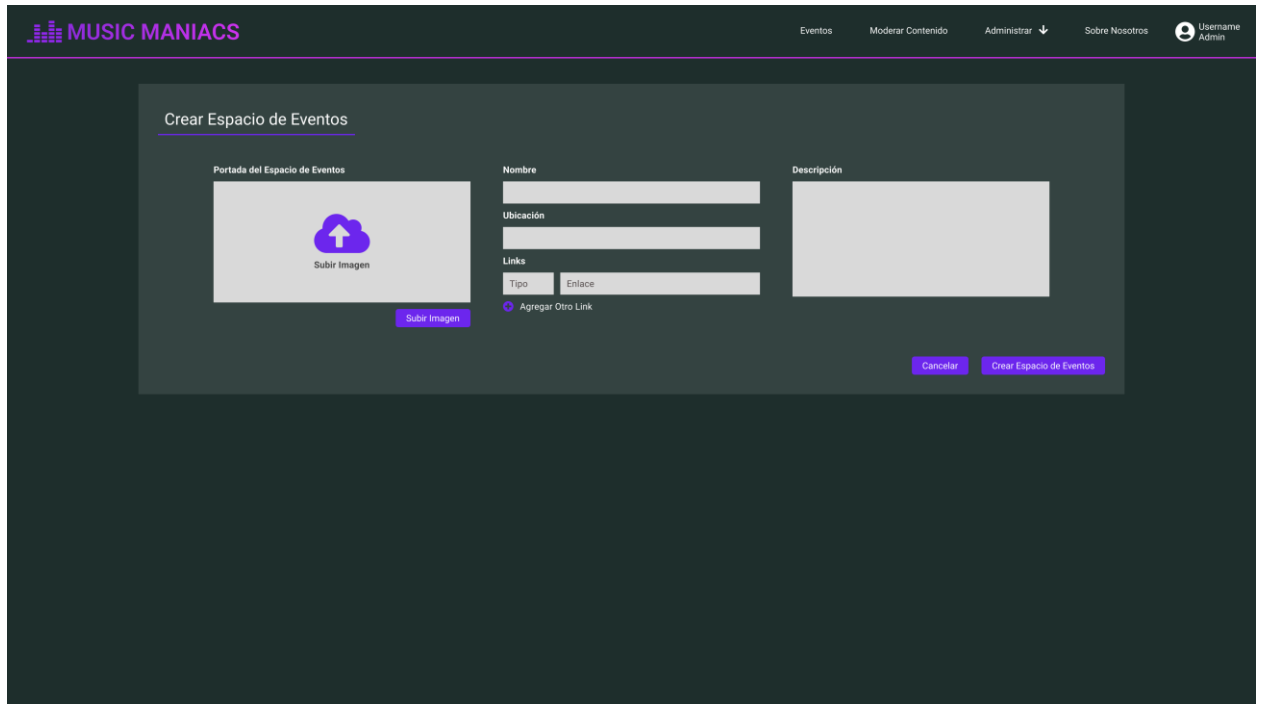 MUSIC MANIACS
Eventos
Moderar Contenido
Administrar
Sobre Nosotros
Username
Admin
Crear Espacio de Eventos
Portada del Espacio de Eventos
Subir Imagen
Subir Imagen
Nombre
Ubicación
Links
Tipo
Enlace
Agregar Otro Link
Descripción
Cancelar
Crear Espacio de Eventos